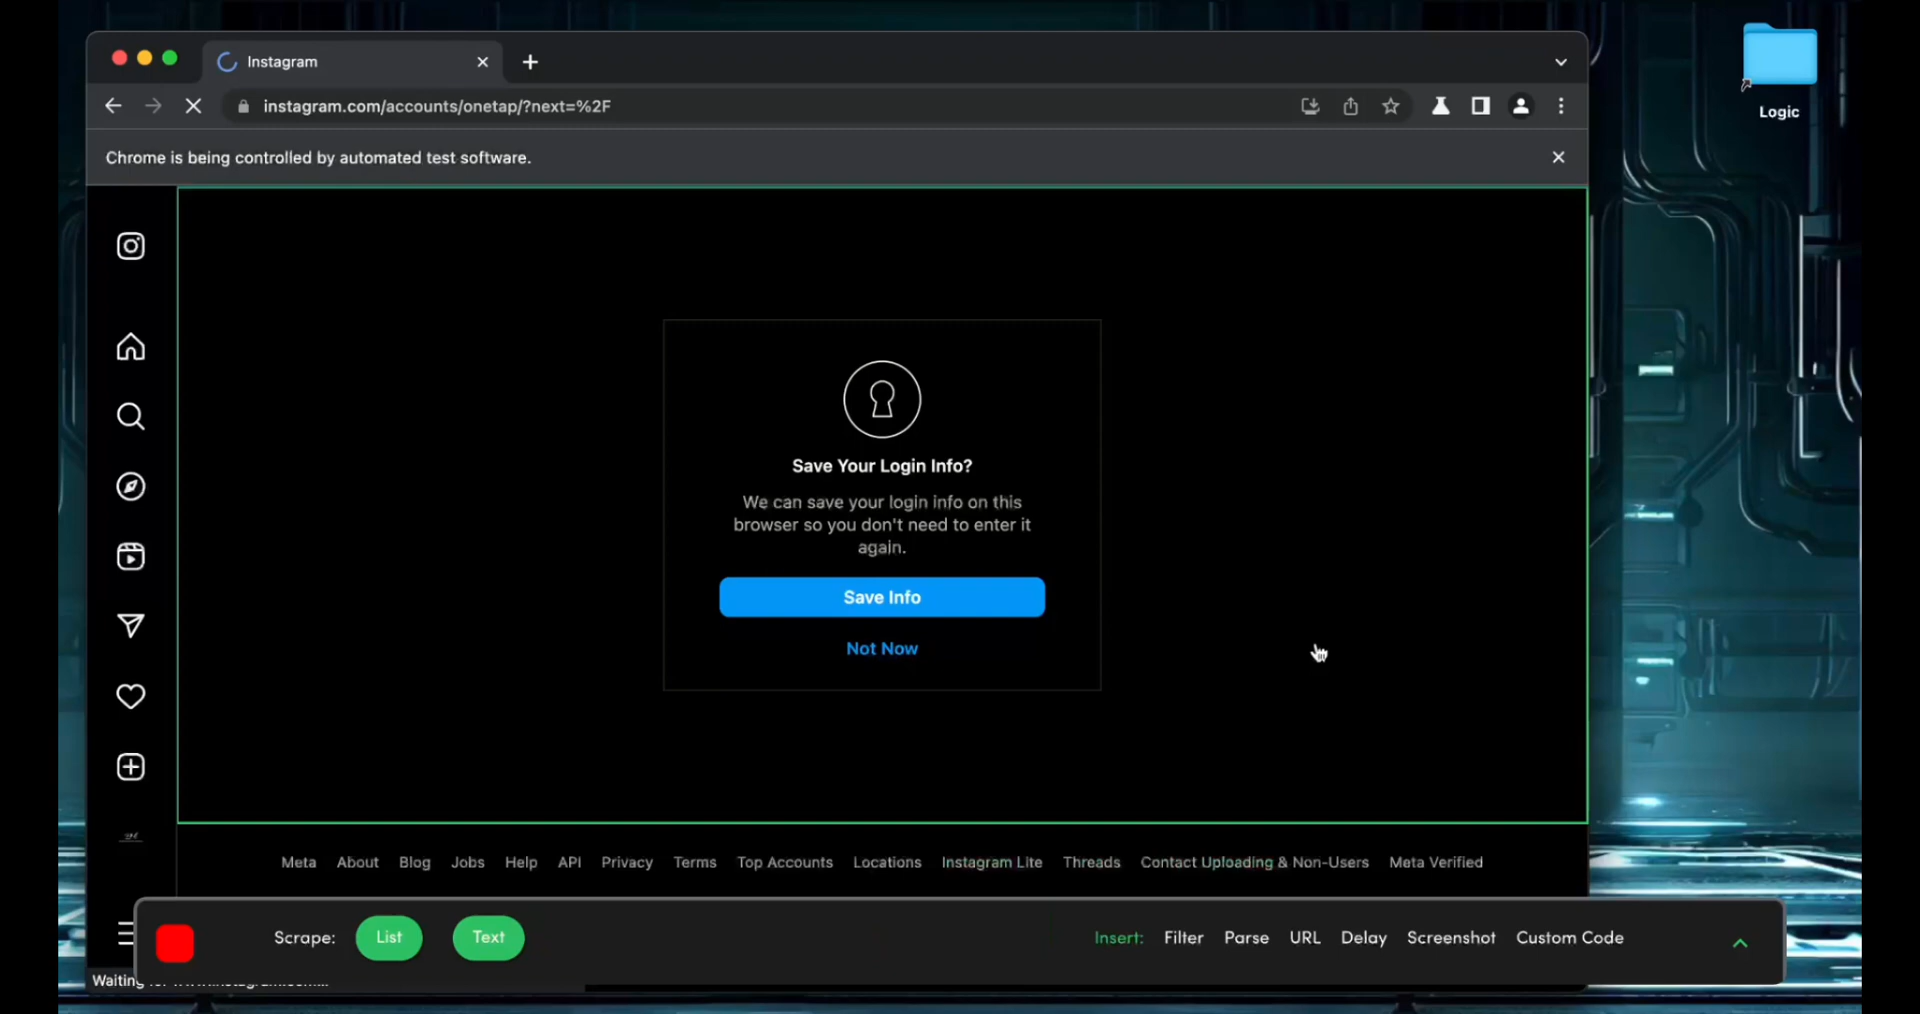 Instagram
Logic
instagram.com/accounts/onetap/?next=%2F
Chrome is being controlled by automated test software.
Save Your Login Info?
We can save your login info on this
browser so you don't need to enter it
again.
Save Info
Not Now
Meta About Blog Jobs Help API Privacy Terms Top Accounts Locations Instagram Lite Threads Contact Uploading & Non-Users Meta Verified
Scrape: List Text Insert: Filter Parse URL Delay Screenshot Custom Code
Waiting